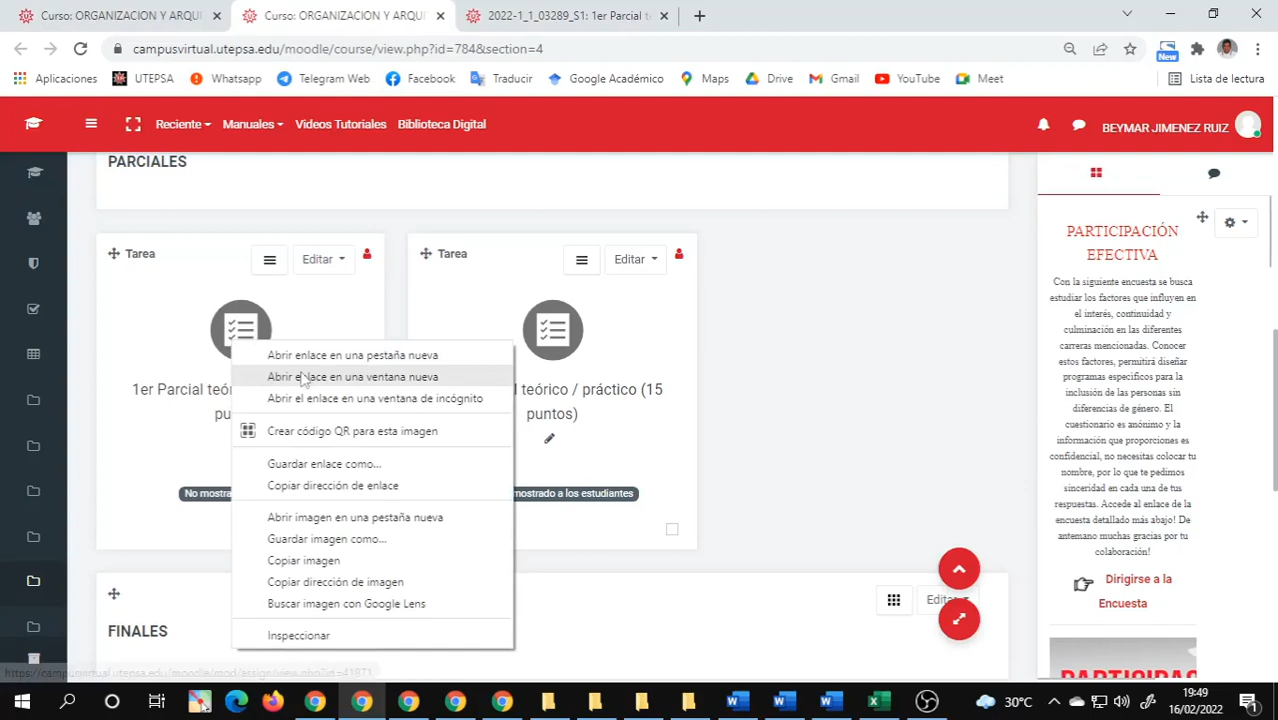 Curso: ORGANIZACION Y ARQUI
Curso: ORGANIZACION Y ARQUI
2022-1_1_03289_S1: 1er Parcial t
campusvirtual.utepsa.edu/moodle/course/view.php?id=784&section=4
New
Aplicaciones
UTEPSA
Whatsapp
Telegram Web
Facebook
Traducir
Google Académico
Maps
Drive
Gmail
YouTube
Meet
Lista de lectura
Reciente
Manuales
Videos Tutoriales
Biblioteca Digital
BEYMAR JIMENEZ RUIZ
PARCIALES
Tarea
Editar
Tarea
Editar
1er Parcial teó
pu
l teórico / práctico (15
puntos)
No mostra
mostrado a los estudiantes
Abrir enlace en una pestaña nueva
Abrir enlace en una ventana nueva
Abrir el enlace en una ventana de incógnito
Crear código QR para esta imagen
Guardar enlace como...
Copiar dirección de enlace
Abrir imagen en una pestaña nueva
Guardar imagen como...
Copiar imagen
Copiar dirección de imagen
Buscar imagen con Google Lens
Inspeccionar
Editar
FINALES
PARTICIPACIÓN
EFECTIVA
Con la siguiente encuesta se busca
estudiar los factores que influyen en
el interés, continuidad y
culminación en las diferentes
carreras mencionadas. Conocer
estos factores, permitirá diseñar
programas específicos para la
inclusión de las personas sin
diferencias de género. El
cuestionario es anónimo y la
información que proporciones es
confidencial, no necesitas colocar tu
nombre, por lo que te pedimos
sinceridad en cada una de tus
respuestas. Accede al enlace de la
encuesta detallado mas abajo! De
antemano muchas gracias por tu
colaboración!
Dirigirse a la
Encuesta
PARTICIPA
30°C
19:49
16/02/2022
1